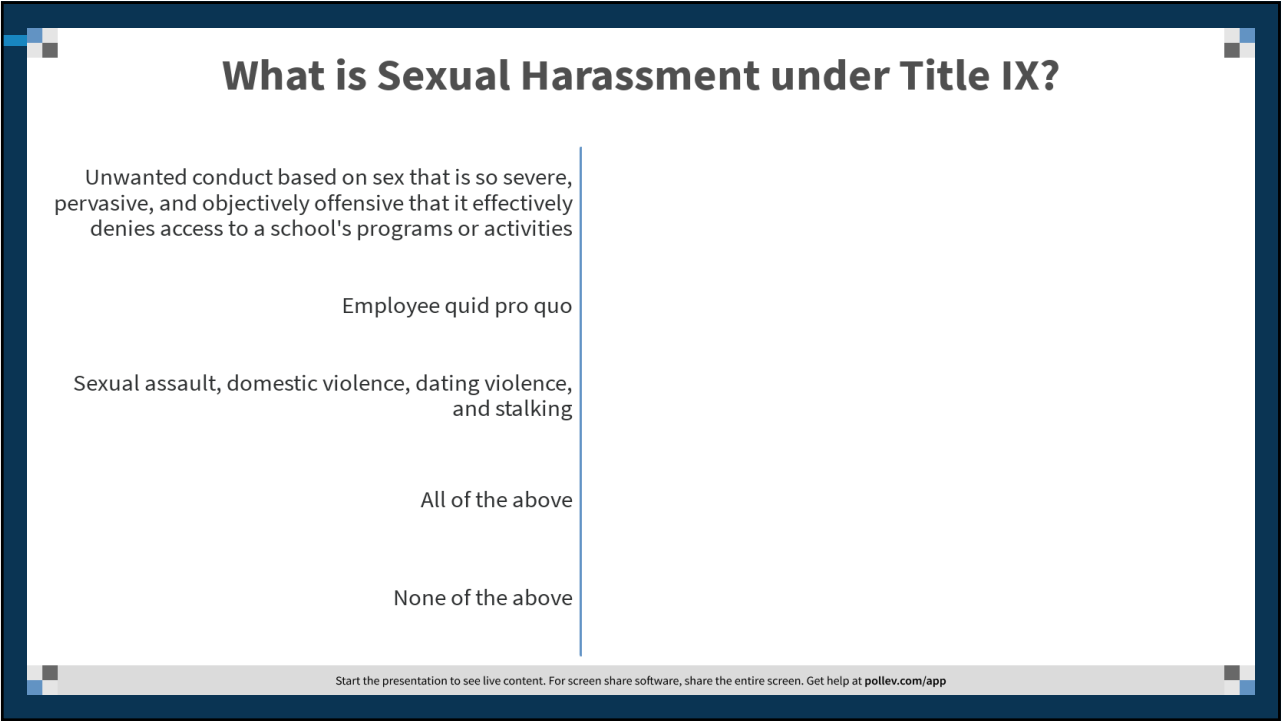 What is Sexual Harassment under Title IX?
Unwanted conduct based on sex that is so severe,
pervasive, and objectively offensive that it effectively
denies access to a school's programs or activities
Employee quid pro quo
Sexual assault, domestic violence, dating violence,
and stalking
All of the above
None of the above
Start the presentation to see live content. For screen share software, share the entire screen. Get help at pollev.com/app